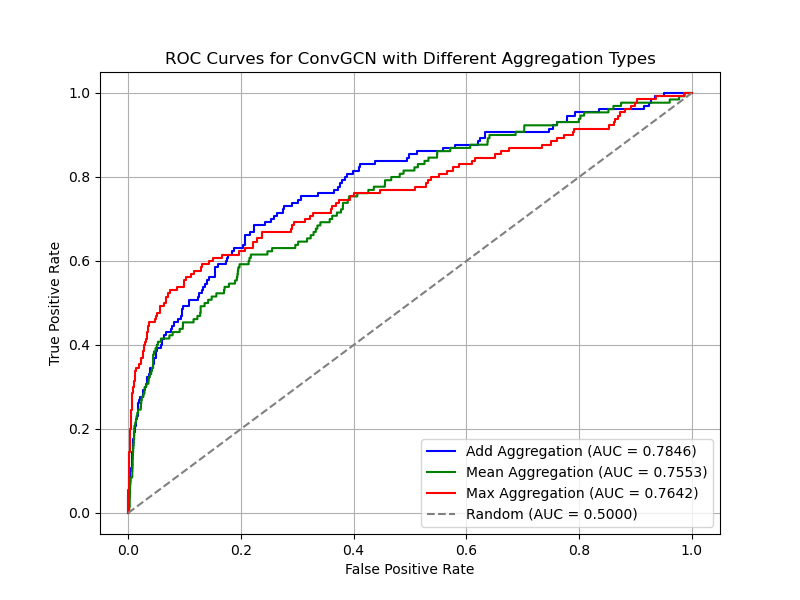 ROC Curves for ConvGCN with Different Aggregation Types
True Positive Rate
1.0
0.8
0.6
0.4
0.2
0.0
Add Aggregation (AUC = 0.7846)
Mean Aggregation (AUC = 0.7553)
Max Aggregation (AUC = 0.7642)
Random (AUC = 0.5000)
0.0 0.2 0.4 0.6 0.8 1.0
False Positive Rate